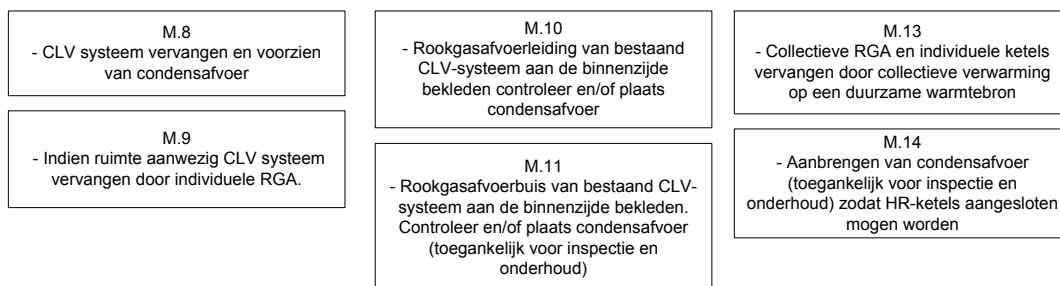 M.8
- CLV systeem vervangen en voorzien
van condensafvoer
M.9
- Indien ruimte aanwezig CLV systeem
vervangen door individuele RGA.
M.10
- Rookgasafvoerleiding van bestaand
CLV-systeem aan de binnenzijde
bekleden controleer en/of plaats
condensafvoer
M.11
- Rookgasafvoerbuis van bestaand CLV-
systeem aan de binnenzijde bekleden.
Controleer en/of plaats condensafvoer
(toegankelijk voor inspectie en
onderhoud)
M.13
- Collectieve RGA en individuele ketels
vervangen door collectieve verwarming
op een duurzame warmtebron
M.14
- Aanbrengen van condensafvoer
(toegankelijk voor inspectie en
onderhoud) zodat HR-ketels aangesloten
mogen worden